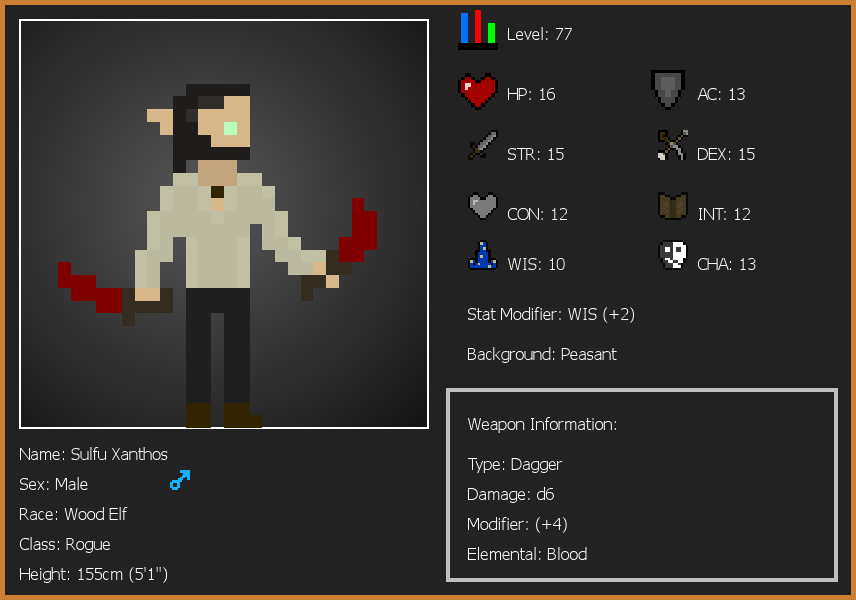 Level: 77
HP: 16
AC: 13
STR: 15
DEX: 15
CON: 12
INT: 12
WIS: 10
CHA: 13
Stat Modifier: WIS (+2)
Background: Peasant
Weapon Information:
Type: Dagger
Damage: d6
Modifier: (+4)
Elemental: Blood
Name: Sulfu Xanthos
Sex: Male
Race: Wood Elf
Class: Rogue
Height: 155cm (5'1")